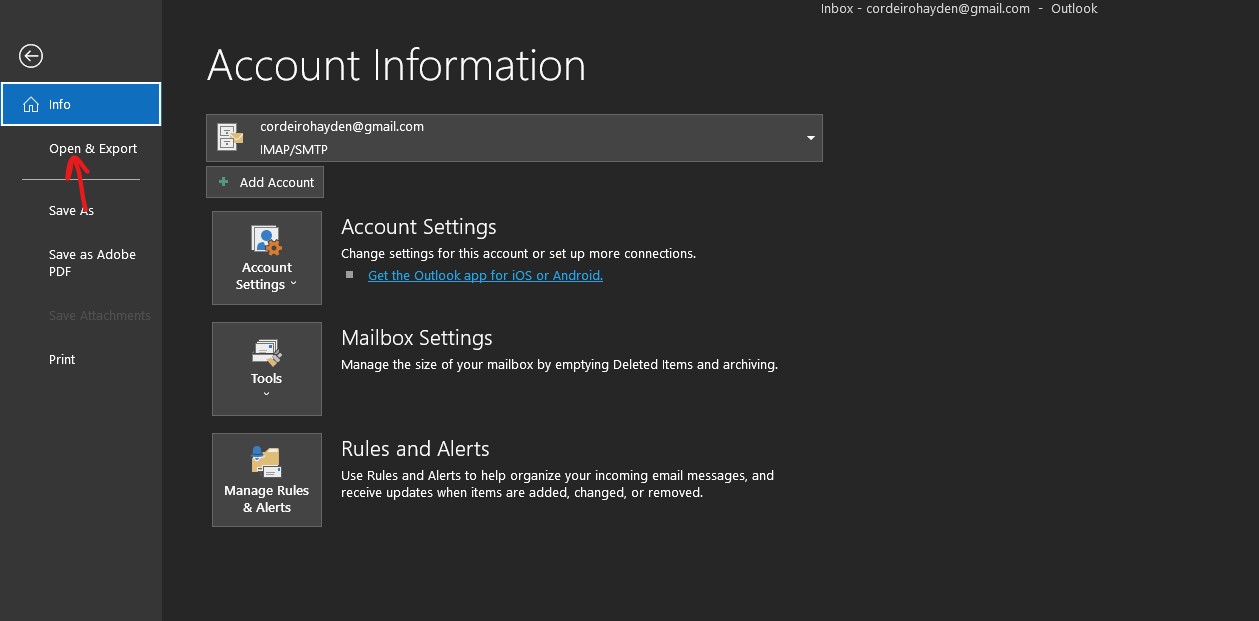 Inbox - cordeirohayden@gmail.com - Outlook
Account Information
Info
Open & Export
Save As
Save as Adobe
PDF
Save Attachments
Print
cordeirohayden@gmail.com
IMAP/SMTP
Add Account
Account
Settings
Account Settings
Change settings for this account or set up more connections.
Get the Outlook app for iOS or Android.
Tools
Mailbox Settings
Manage the size of your mailbox by emptying Deleted Items and archiving.
Manage Rules
& Alerts
Rules and Alerts
Use Rules and Alerts to help organize your incoming email messages, and
receive updates when items are added, changed, or removed.